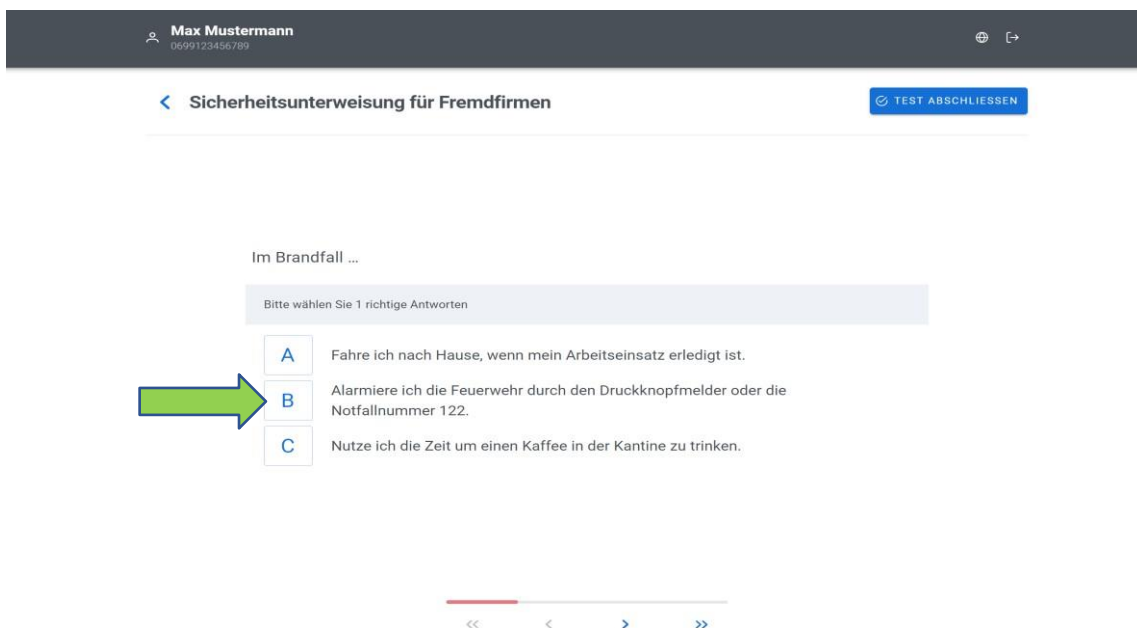 Max Mustermann
0699123456789
Sicherheitsunterweisung für Fremdfirmen
TEST ABSCHLIESSEN
Im Brandfall ...
Bitte wählen Sie 1 richtige Antworten
A Fahre ich nach Hause, wenn mein Arbeitseinsatz erledigt ist.
B Alarmiere ich die Feuerwehr durch den Druckknopfmelder oder die
Notfallnummer 122.
C Nutze ich die Zeit um einen Kaffee in der Kantine zu trinken.